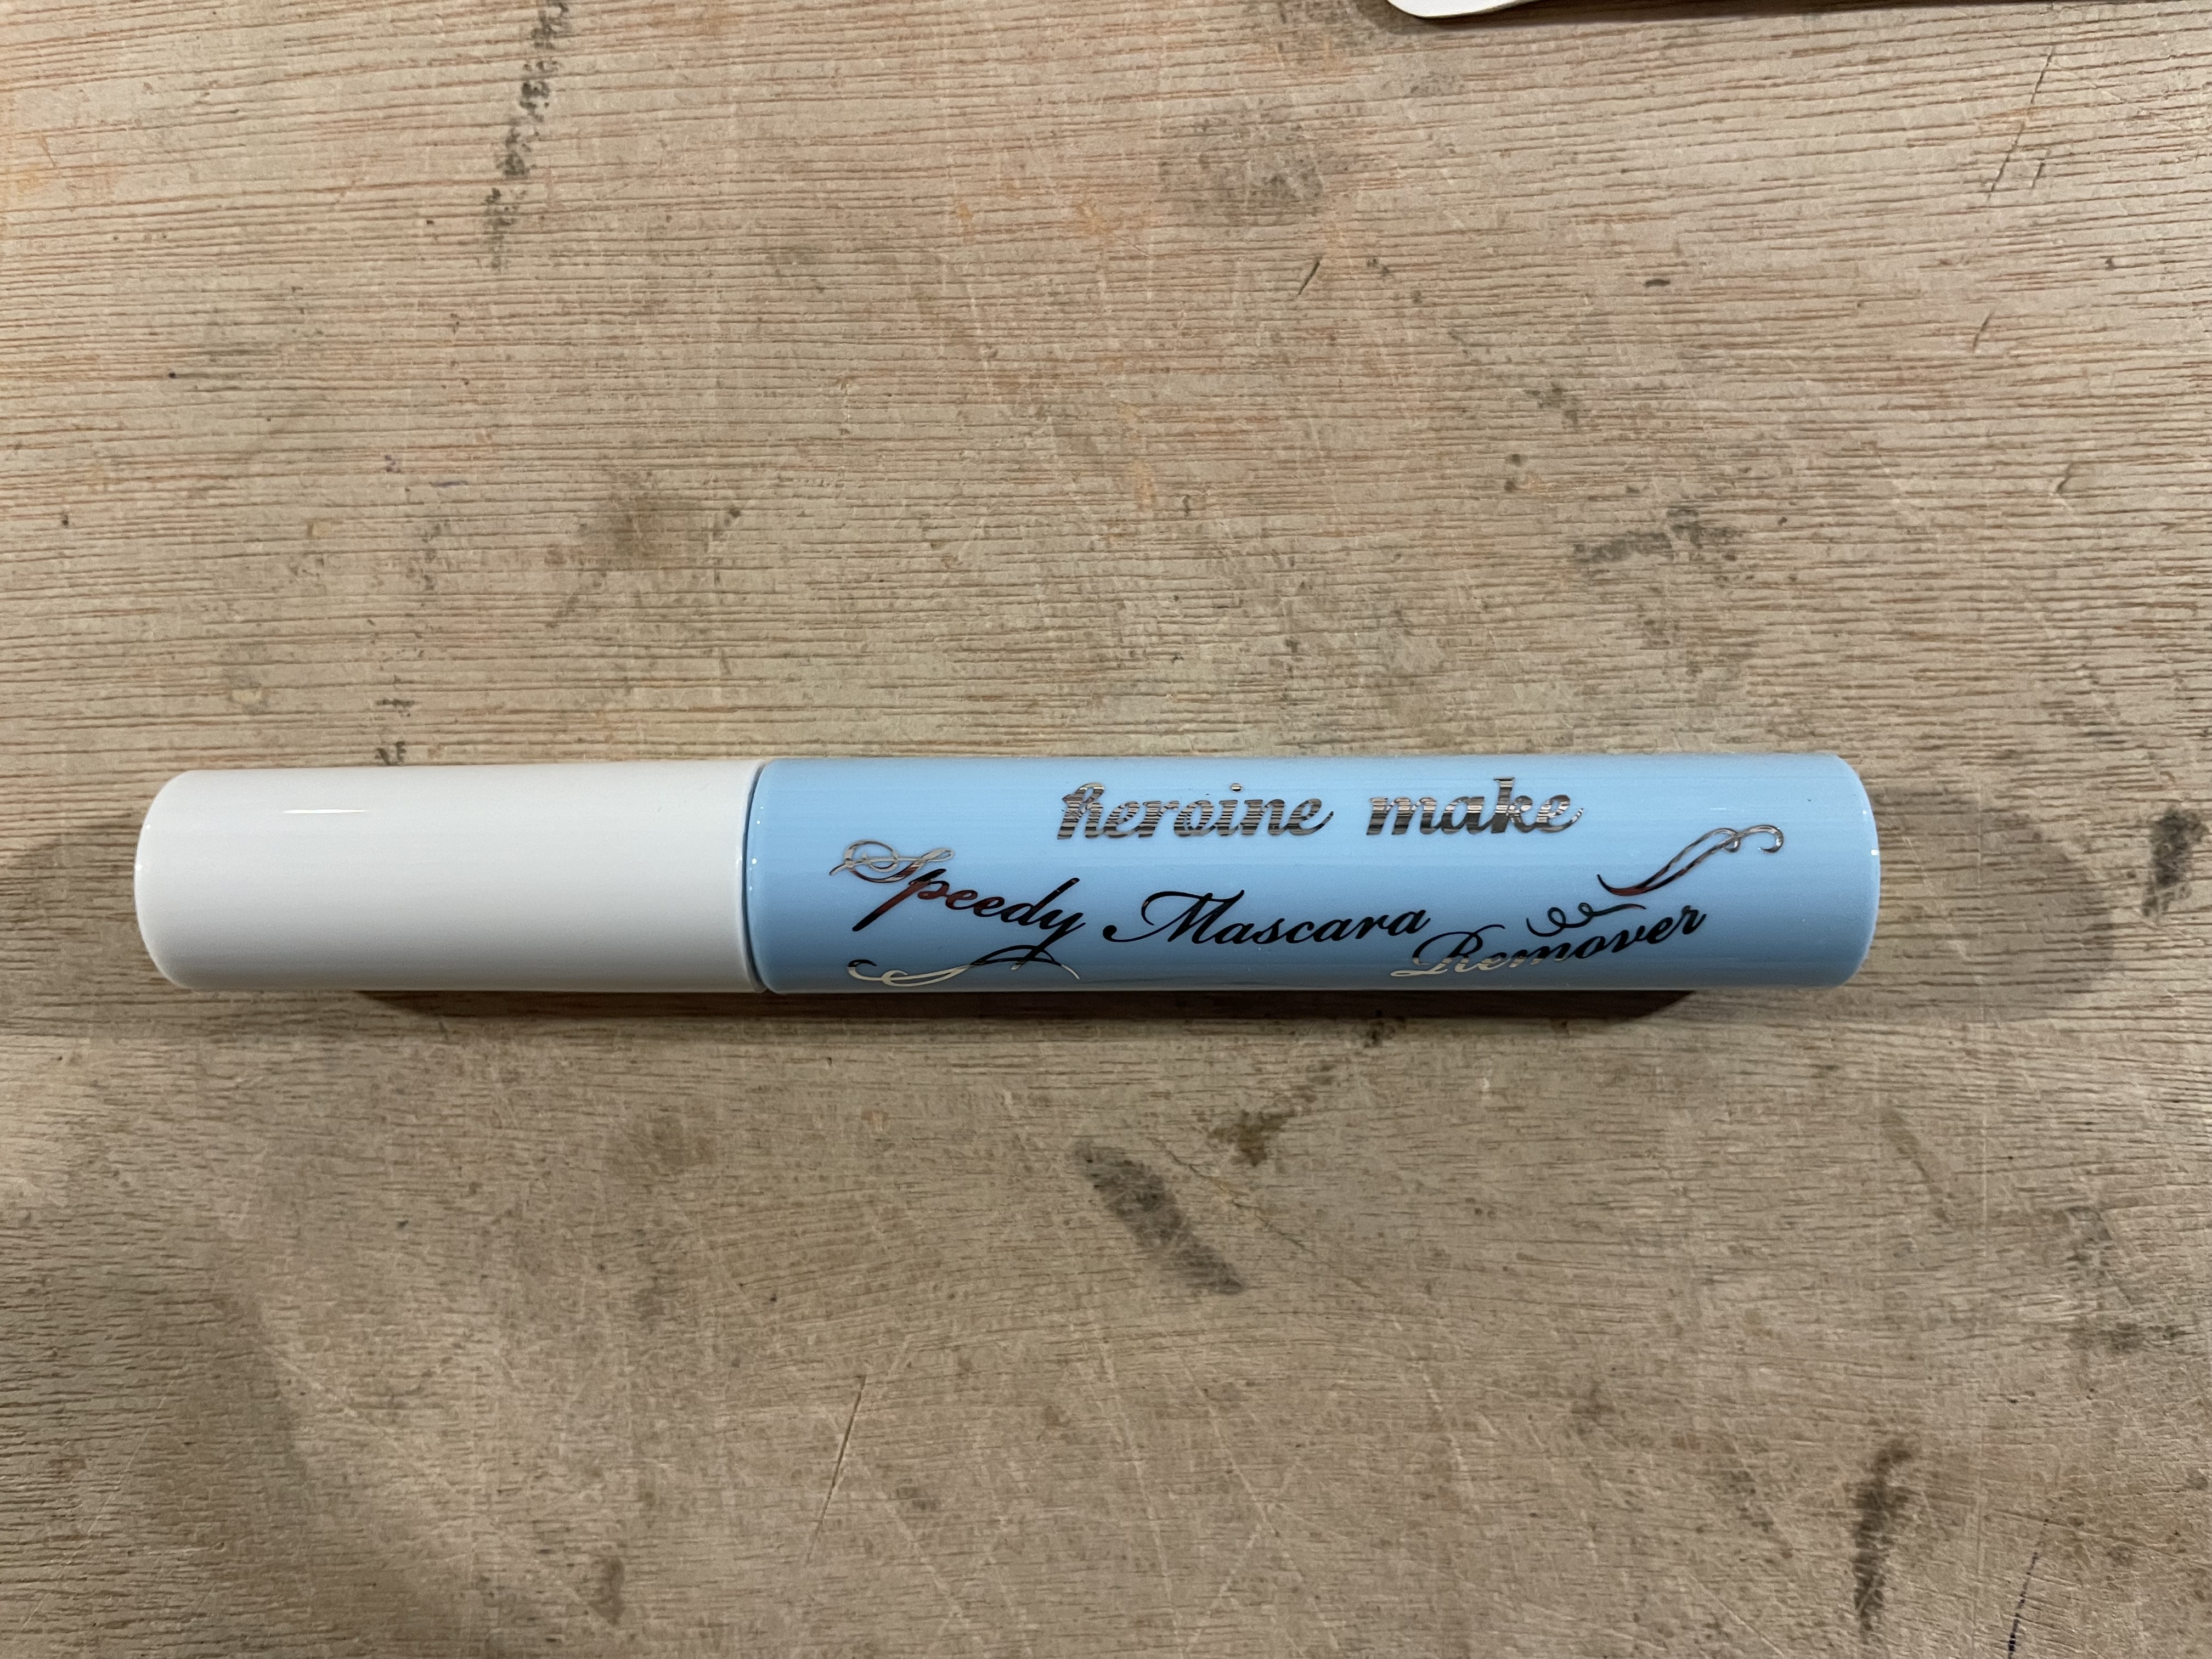 heroine make
Speedy Mascara
Remover